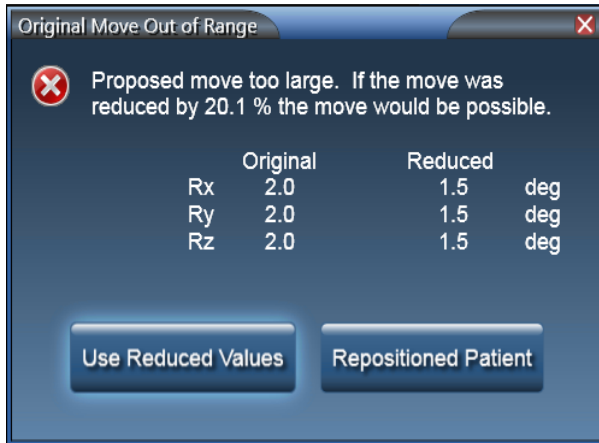 Original Move Out of Range
Proposed move too large. If the move was
reduced by 20.1 % the move would be possible.
Original Reduced
Rx 2.0 1.5 deg
Ry 2.0 1.5 deg
Rz 2.0 1.5 deg
Use Reduced Values Repositioned Patient